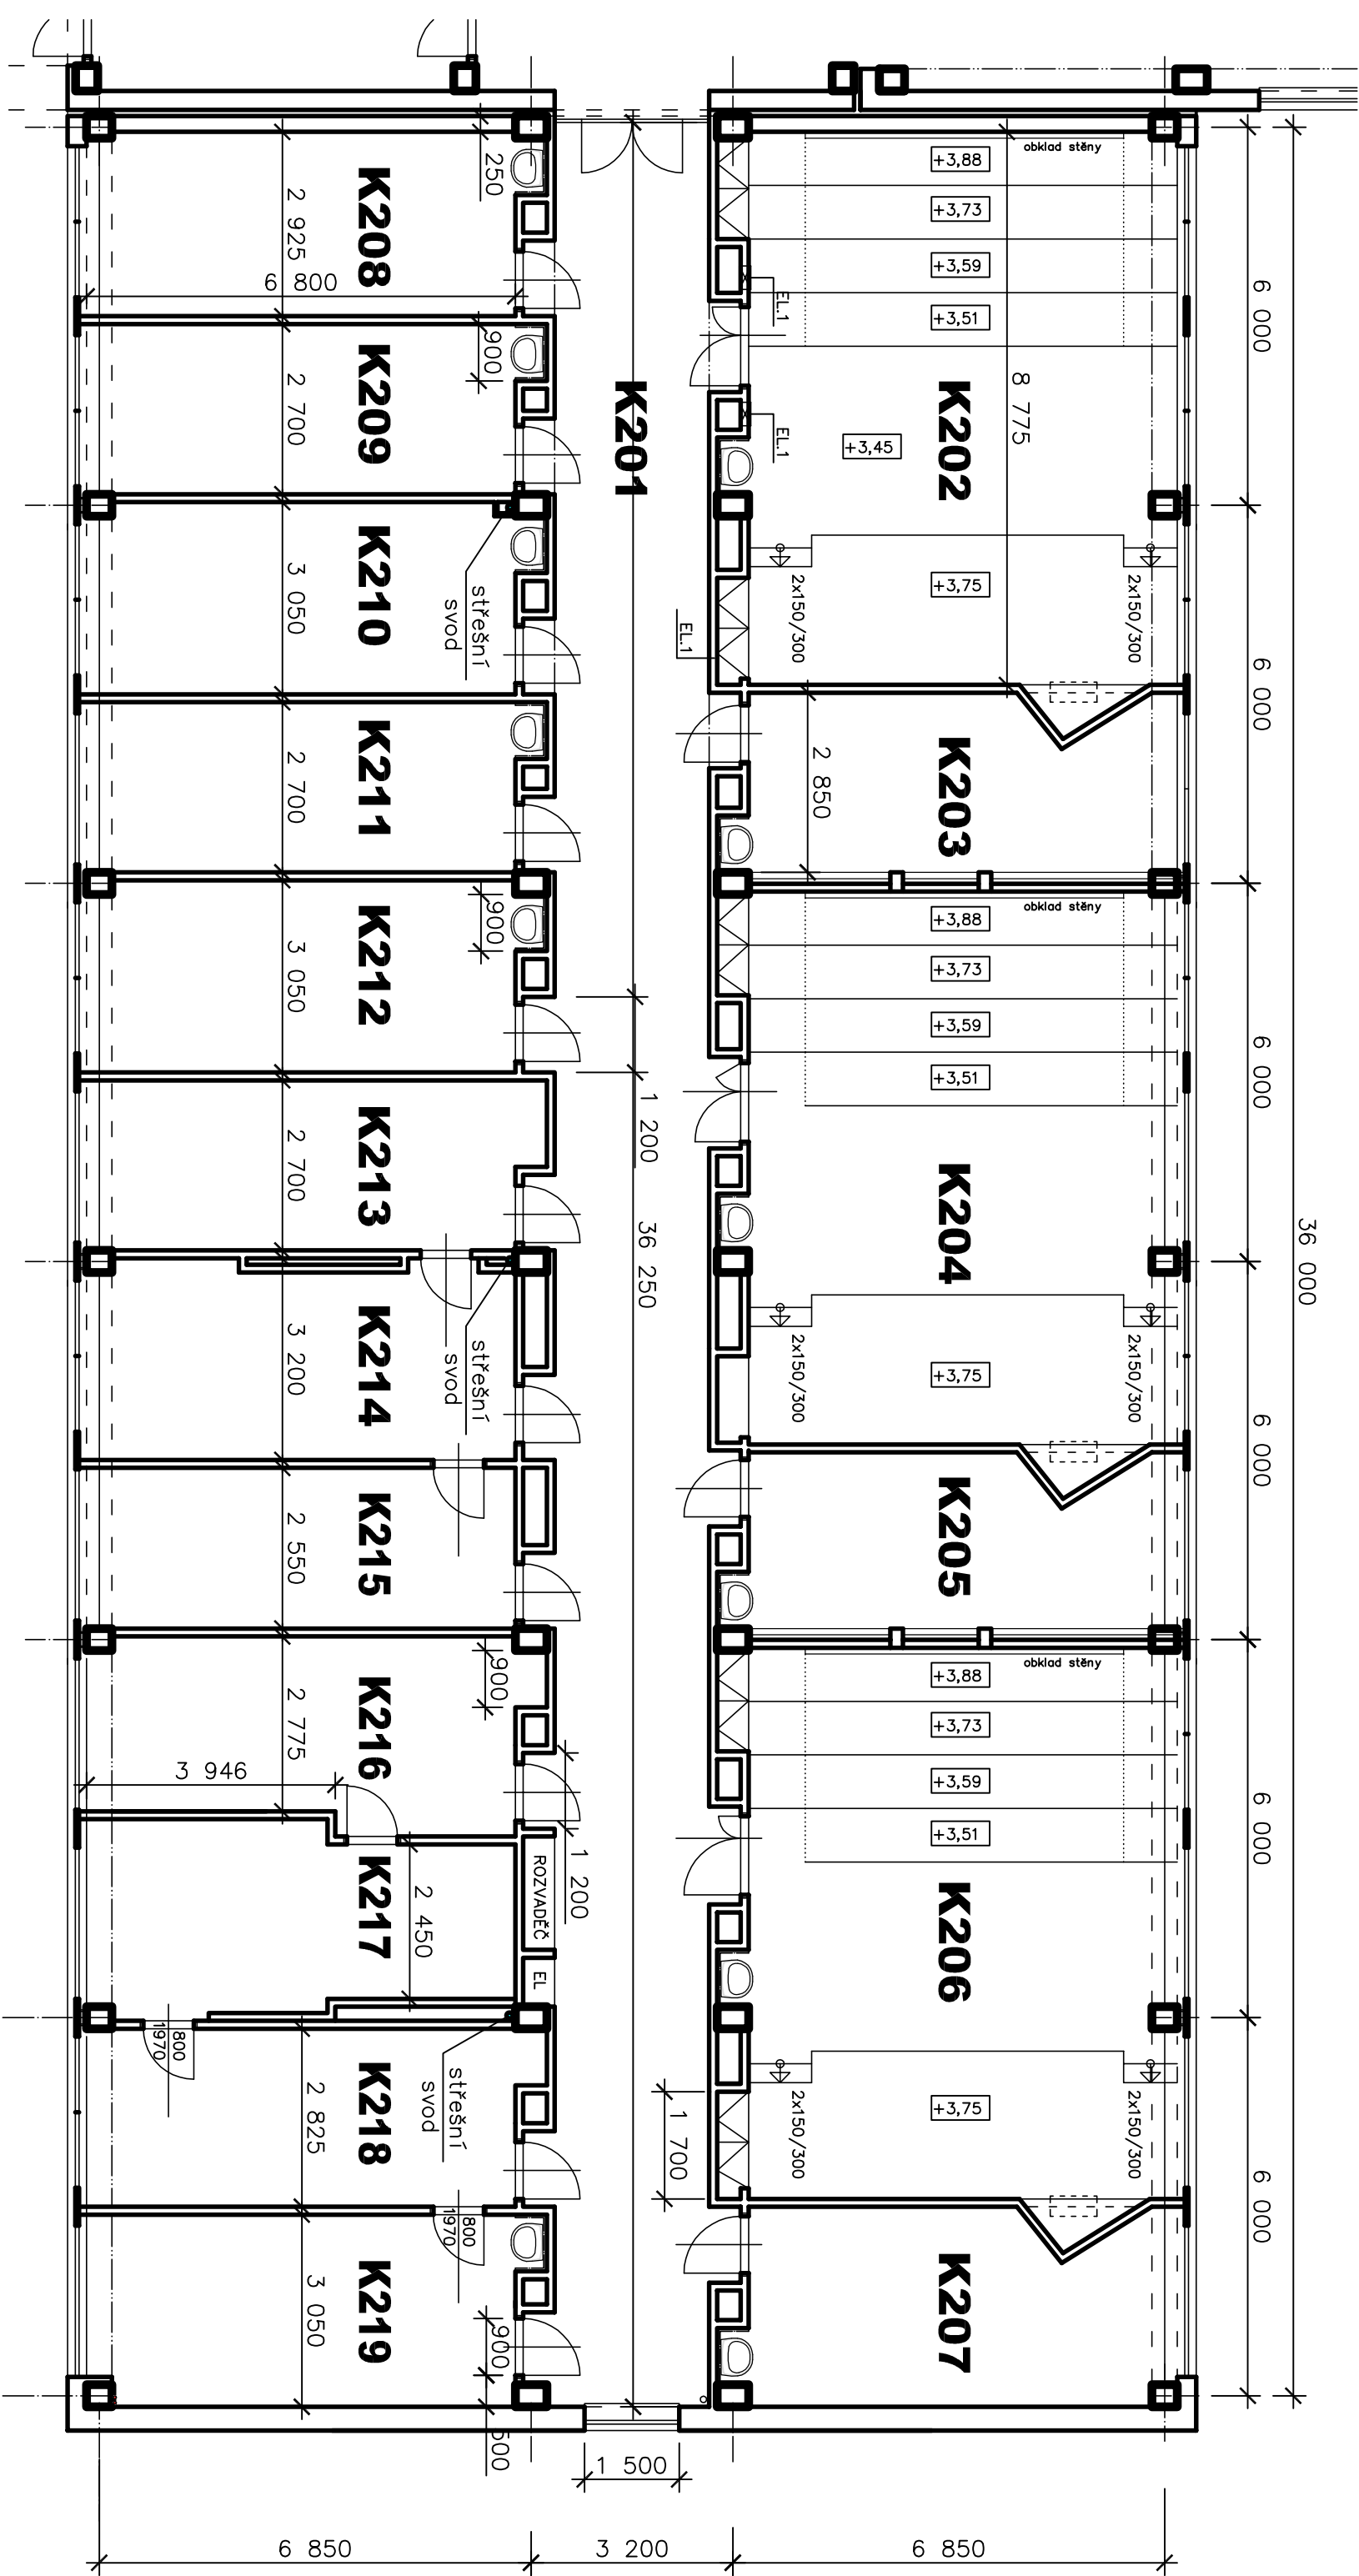 obklad stěny
+3,88
+3,73
+3,59
+3,51
+3,45
+3,75
K202
8 775
EL.1
EL.1
EL.1
2x150/300
2x150/300
6 000
6 000
6 000
6 000
6 000
6 000
36 000
K208
250
2 925
6 800
K209
900
2 700
K201
K210
3 050
střešní
svod
K211
2 700
K203
2 850
K212
900
3 050
obklad stěny
+3,88
+3,73
+3,59
+3,51
K204
+3,75
2x150/300
2x150/300
1 200
36 250
K213
2 700
K214
3 200
střešní
svod
K215
2 550
K205
K216
900
2 775
3 946
1 200
obklad stěny
+3,88
+3,73
+3,59
+3,51
K206
+3,75
2x150/300
2x150/300
K217
2 450
ROZVADĚČ
EL
800
1970
K218
2 825
střešní
svod
1 700
800
1970
K219
3 050
900
500
K207
1 500
6 850
3 200
6 850